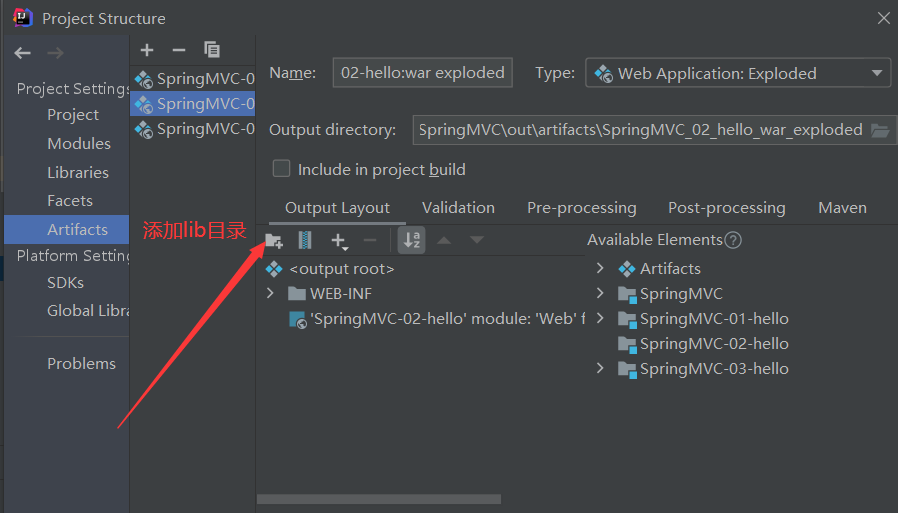 Project Structure
Project Settings
Project
Modules
Libraries
Facets
Artifacts
Platform Setting
SDKs
Global Libra
Problems
SpringMVC-0
SpringMVC-0
SpringMVC-0
Name: 02-hello:war exploded Type: Web Application: Exploded
Output directory: SpringMVC\out\artifacts\SpringMVC_02_hello_war_exploded
Include in project build
Output Layout Validation Pre-processing Post-processing Maven
添加lib目录
<output root>
WEB-INF
'SpringMVC-02-hello' module: 'Web' f
Available Elements
Artifacts
SpringMVC
SpringMVC-01-hello
SpringMVC-02-hello
SpringMVC-03-hello